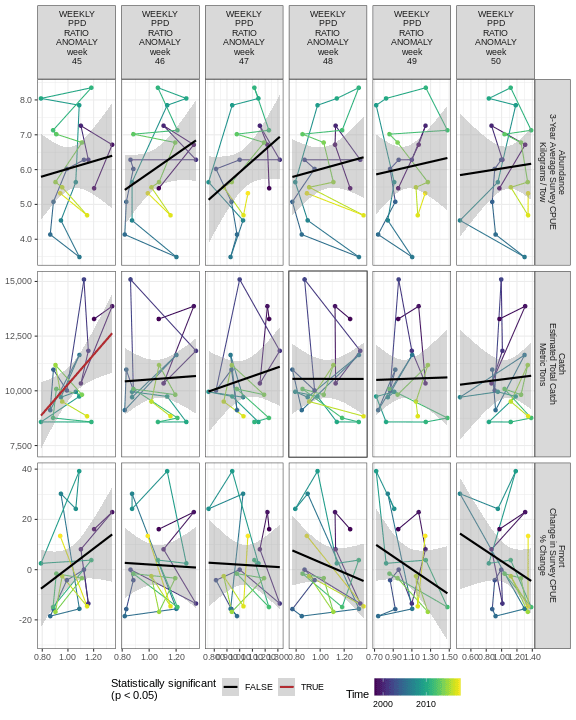 WEEKLY PPD RATIO ANOMALY week 45
WEEKLY PPD RATIO ANOMALY week 46
WEEKLY PPD RATIO ANOMALY week 47
WEEKLY PPD RATIO ANOMALY week 48
WEEKLY PPD RATIO ANOMALY week 49
WEEKLY PPD RATIO ANOMALY week 50
8.0
7.0
6.0
5.0
4.0
Abundance
3-Year Average Survey CPUE
Kilograms / Tow
15,000
12,500
10,000
7,500
Catch
Estimated Total Catch
Metric Tons
40
20
0
-20
Fmort
Change in Survey CPUE
% Change
0.80 1.00 1.20
0.80 1.00 1.20
0.80 1.00 1.20
0.70 0.90 1.10 1.30 1.50
0.60 0.80 1.00 1.20 1.40
Statistically significant
(p < 0.05)
FALSE
TRUE
Time
2000 2010